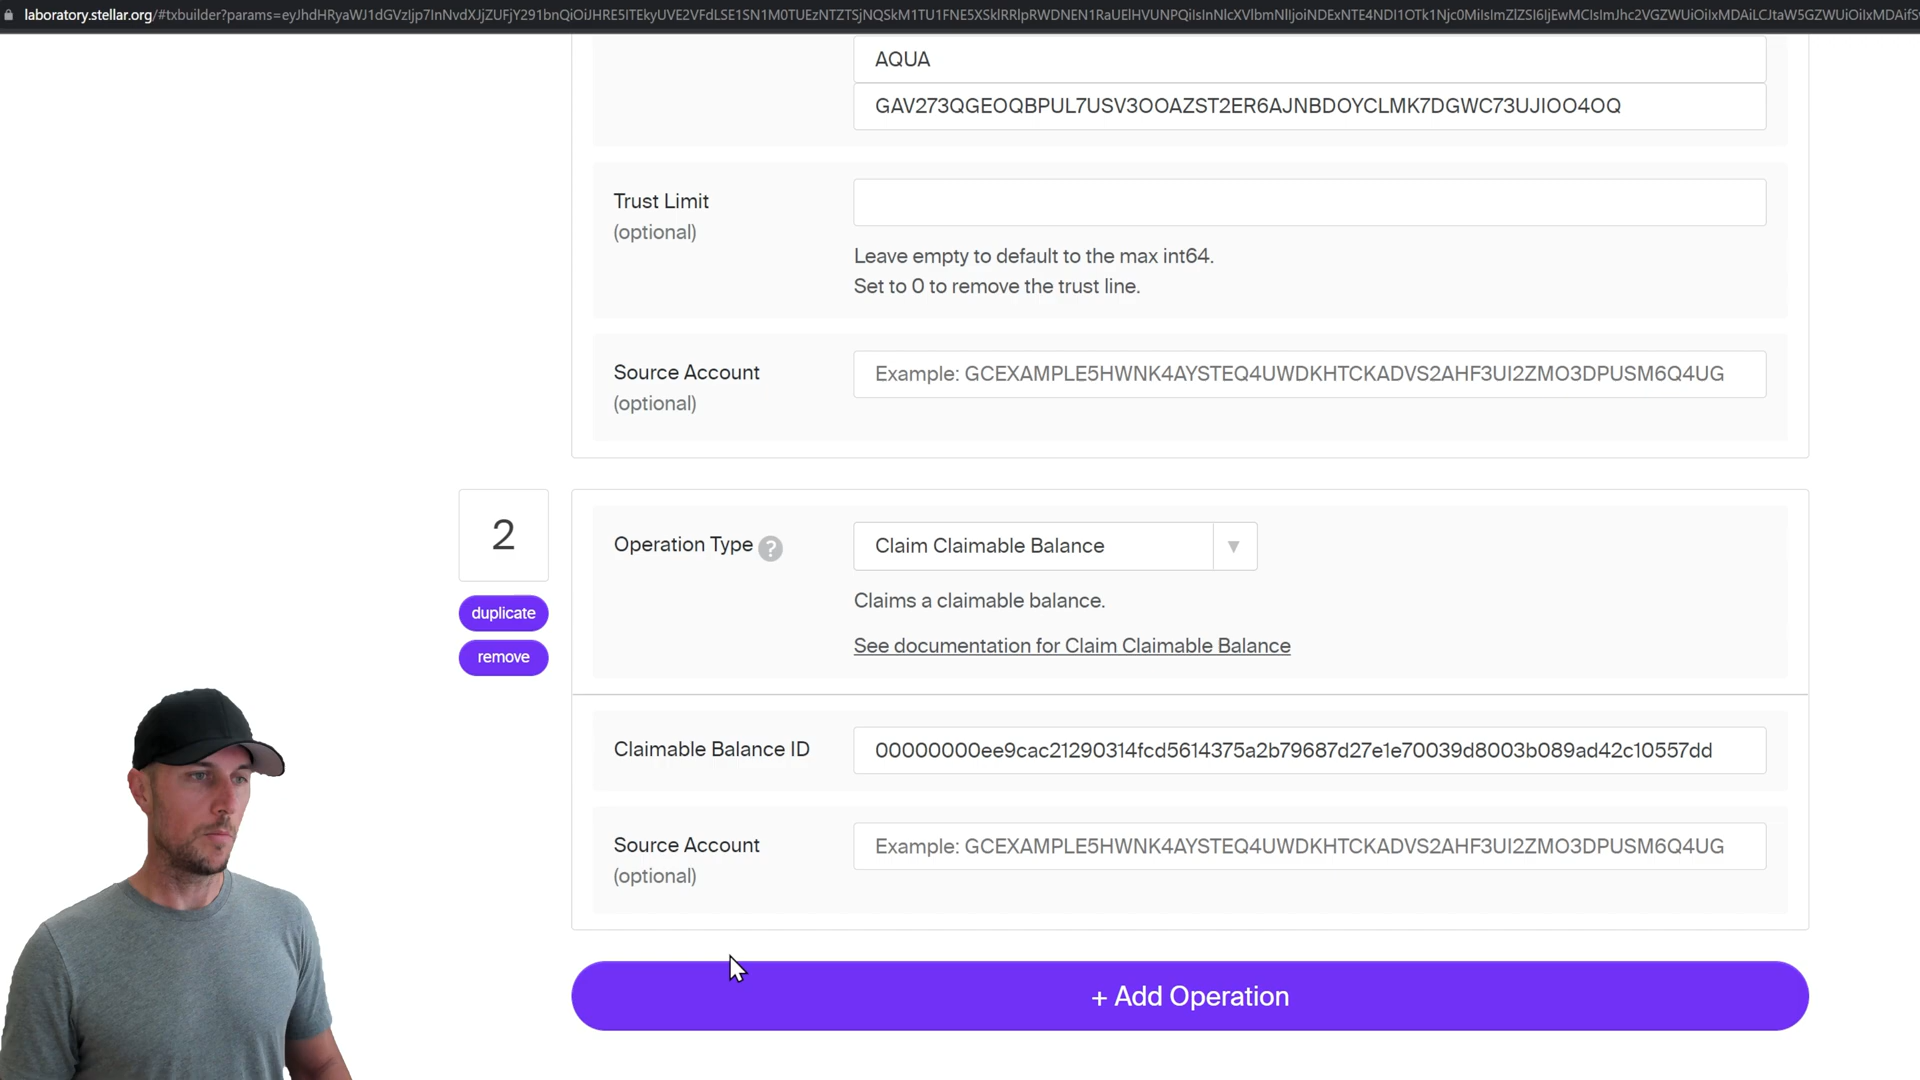 laboratory.stellar.org/#txbuilder?params=
AQUA
GAV273QGEOQBPUL7USV3OOAZST2ER6AJNBDOYCLMK7DGWC73UJIOO4OQ
Trust Limit
(optional)
Leave empty to default to the max int64.
Set to 0 to remove the trust line.
Source Account
(optional)
Example: GCEXAMPLE5HWNK4AYSTEQ4UWDKHTCKADVS2AHF3UI2ZMO3DPUSM6Q4UG
2
duplicate
remove
Operation Type ?
Claim Claimable Balance
Claims a claimable balance.
See documentation for Claim Claimable Balance
Claimable Balance ID
00000000ee9cac21290314fcd5614375a2b79687d27e1e70039d8003b089ad42c10557dd
Source Account
(optional)
Example: GCEXAMPLE5HWNK4AYSTEQ4UWDKHTCKADVS2AHF3UI2ZMO3DPUSM6Q4UG
+ Add Operation